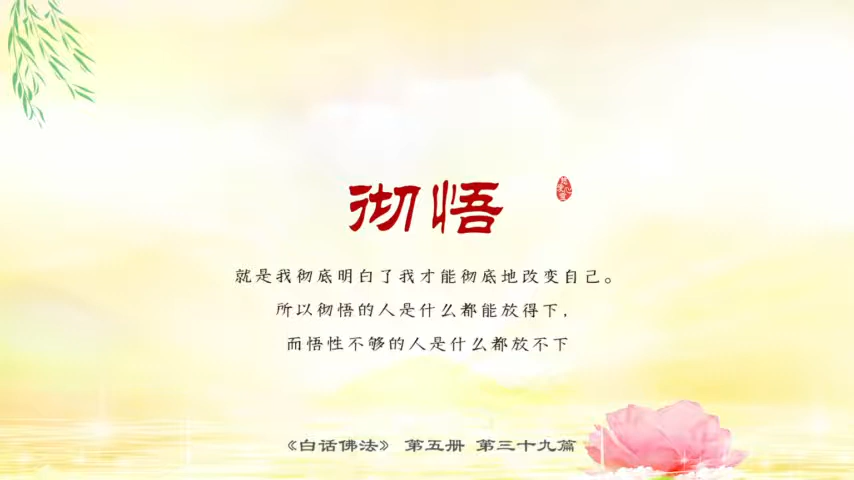 彻悟
就是我彻底明白了我才能彻底地改变自己。
所以彻悟的人是什么都能放得下，
而悟性不够的人是什么都放不下
《白话佛法》 第五册 第三十九篇